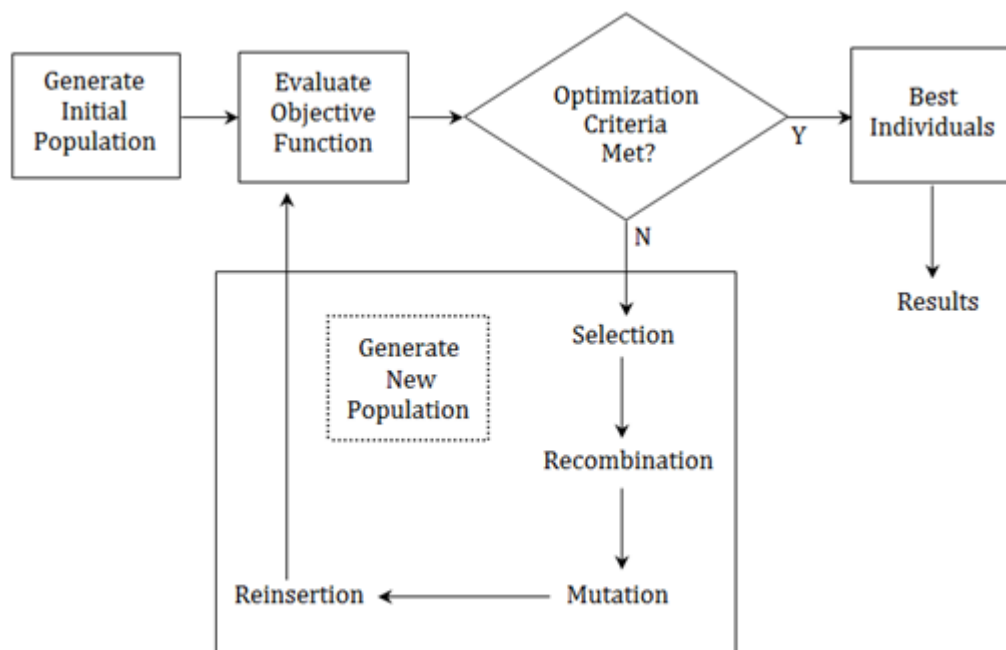 Generate
Initial
Population
Evaluate
Objective
Function
Optimization
Criteria
Met?
Y
Best
Individuals
N
Results
Selection
Generate
New
Population
Recombination
Mutation
Reinsertion